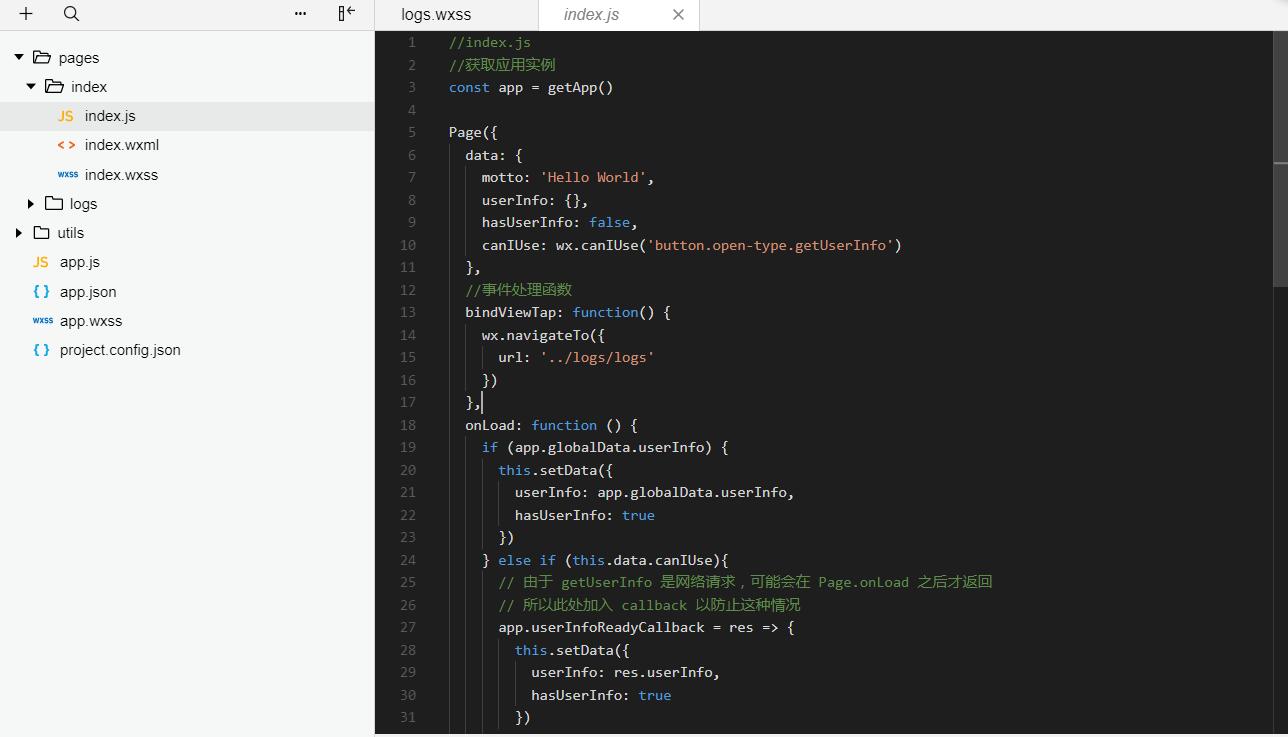 logs.wxss
index.js
pages
index
JS index.js
< > index.wxml
wxss index.wxss
logs
utils
JS app.js
{ } app.json
wxss app.wxss
{ } project.config.json
1 //index.js
2 //获取应用实例
3 const app = getApp()
4
5 Page({
6 data: {
7 motto: 'Hello World',
8 userInfo: {},
9 hasUserInfo: false,
10 canIUse: wx.canIUse('button.open-type.getUserInfo')
11 },
12 //事件处理函数
13 bindViewTap: function() {
14 wx.navigateTo({
15 url: '../logs/logs'
16 })
17 },
18 onLoad: function () {
19 if (app.globalData.userInfo) {
20 this.setData({
21 userInfo: app.globalData.userInfo,
22 hasUserInfo: true
23 })
24 } else if (this.data.canIUse){
25 // 由于 getUserInfo 是网络请求，可能会在 Page.onLoad 之后才返回
26 // 所以此处加入 callback 以防止这种情况
27 app.userInfoReadyCallback = res => {
28 this.setData({
29 userInfo: res.userInfo,
30 hasUserInfo: true
31 })